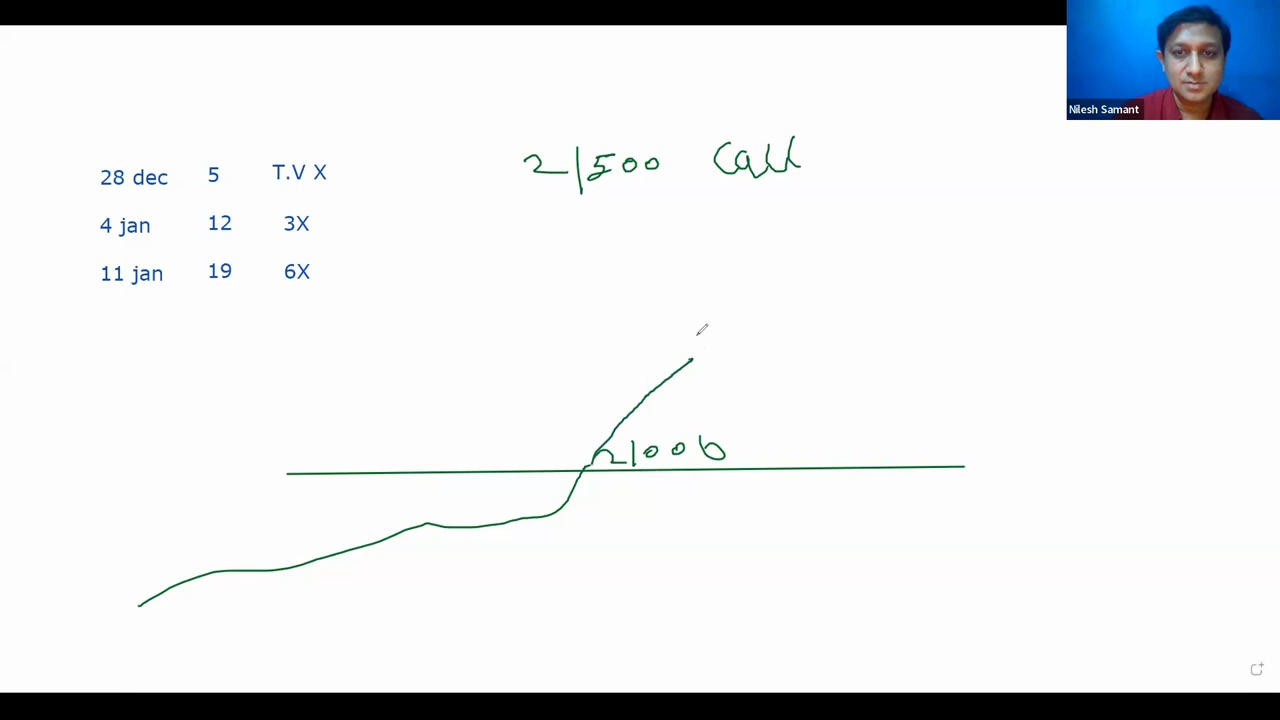 Nilesh Samant
21500 Call
28 dec 5 T.V X
4 jan 12 3X
11 jan 19 6X
21000